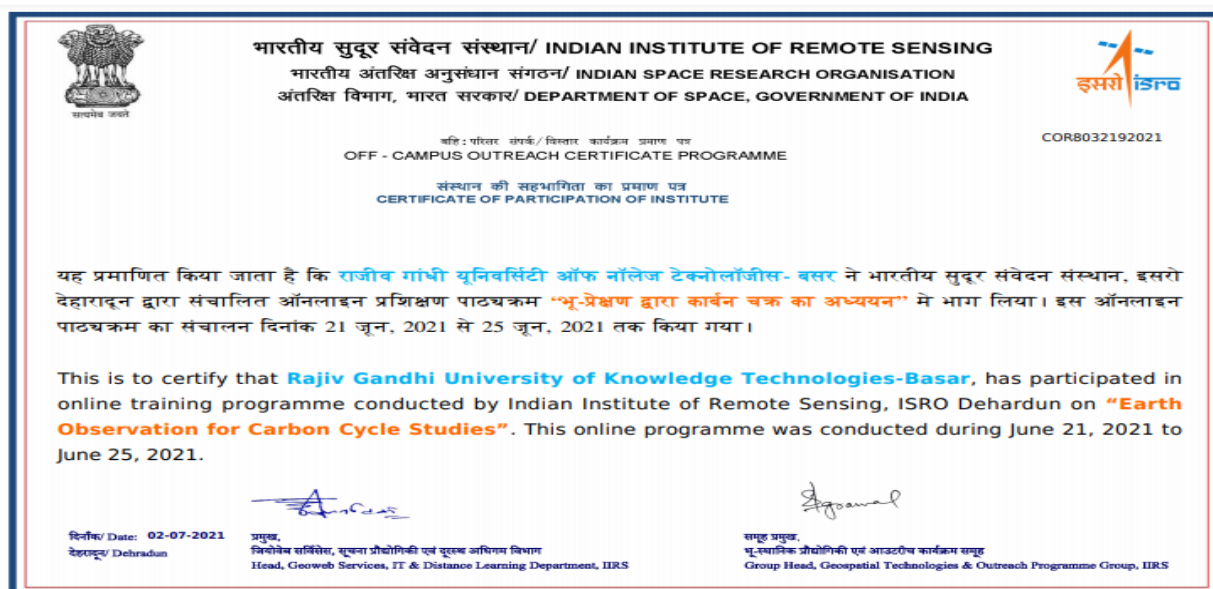 भारतीय सुदूर संवेदन संस्थान/ INDIAN INSTITUTE OF REMOTE SENSING
भारतीय अंतरिक्ष अनुसंधान संगठन/ INDIAN SPACE RESEARCH ORGANISATION
अंतरिक्ष विभाग, भारत सरकार/ DEPARTMENT OF SPACE, GOVERNMENT OF INDIA
सत्यमेव जयते
इसरो isro
COR8032192021
बहि: परिसर संपर्क/विस्तार कार्यक्रम प्रमाण पत्र
OFF - CAMPUS OUTREACH CERTIFICATE PROGRAMME
संस्थान की सहभागिता का प्रमाण पत्र
CERTIFICATE OF PARTICIPATION OF INSTITUTE
यह प्रमाणित किया जाता है कि राजीव गांधी यूनिवर्सिटी ऑफ नॉलेज टेक्नोलॉजीस- बसर ने भारतीय सुदूर संवेदन संस्थान, इसरो
देहारादून द्वारा संचालित ऑनलाइन प्रशिक्षण पाठ्यक्रम “भू-प्रेक्षण द्वारा कार्बन चक्र का अध्ययन” मे भाग लिया। इस ऑनलाइन
पाठ्यक्रम का संचालन दिनांक 21 जून, 2021 से 25 जून, 2021 तक किया गया।
This is to certify that Rajiv Gandhi University of Knowledge Technologies-Basar, has participated in
online training programme conducted by Indian Institute of Remote Sensing, ISRO Dehardun on “Earth
Observation for Carbon Cycle Studies”. This online programme was conducted during June 21, 2021 to
June 25, 2021.
Agrawal
दिनाँक/ Date: 02-07-2021
देहरादून/ Dehradun
प्रमुख,
जियोवेब सर्विसेस, सूचना प्रौद्योगिकी एवं दूरस्थ अधिगम विभाग
Head, Geoweb Services, IT & Distance Learning Department, IIRS
समूह प्रमुख,
भू-स्थानिक प्रौद्योगिकी एवं आउटरीच कार्यक्रम समूह
Group Head, Geospatial Technologies & Outreach Programme Group, IIRS